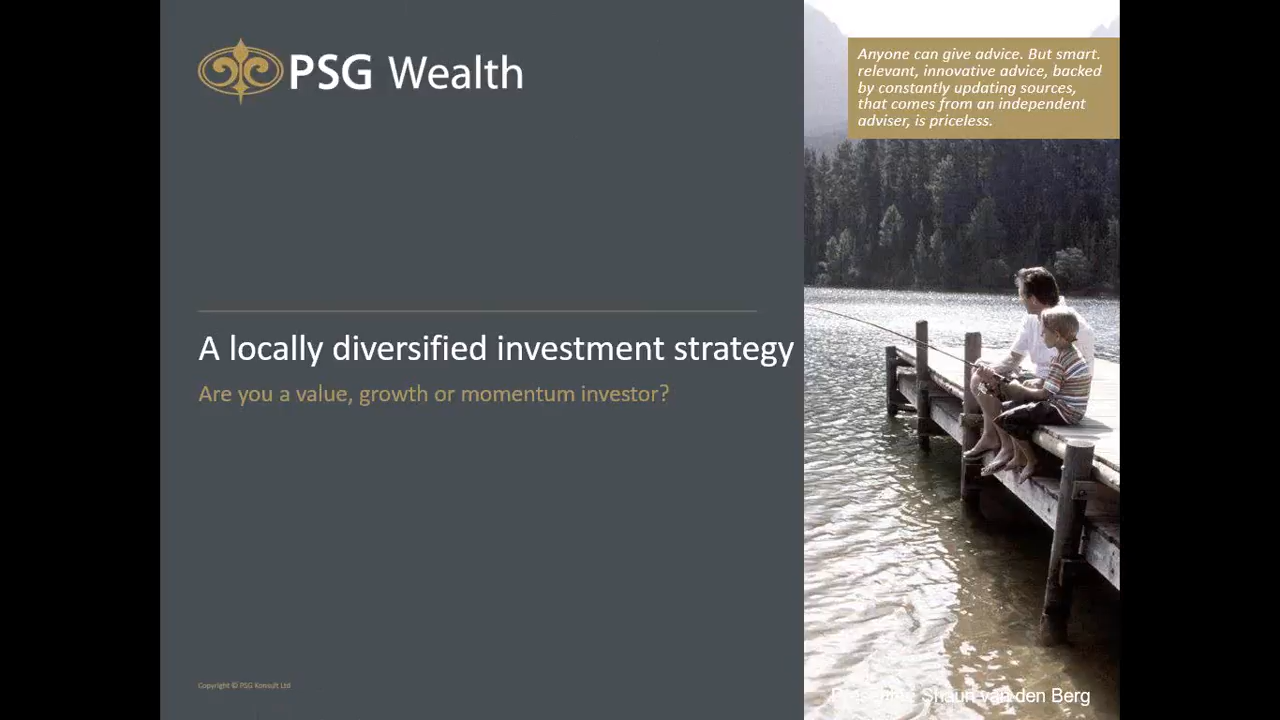 PSG Wealth
Anyone can give advice. But smart.
relevant, innovative advice, backed
by constantly updating sources,
that comes from an independent
adviser, is priceless.
A locally diversified investment strategy
Are you a value, growth or momentum investor?
Copyright © PSG Konsult Ltd
Presenter: Shaun van den Berg